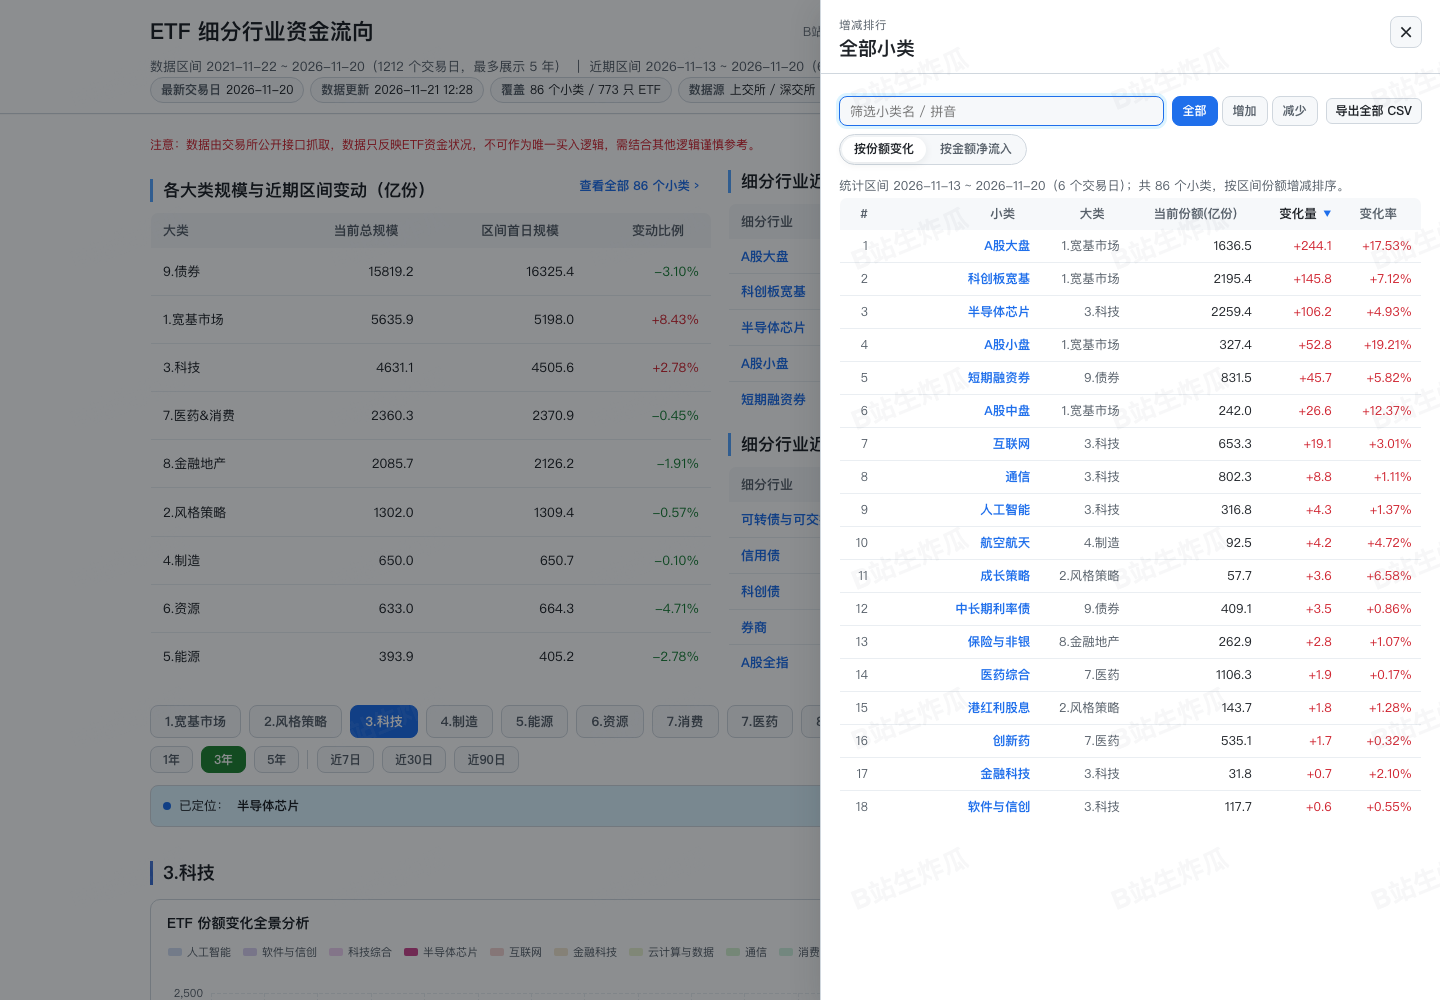 ETF 细分行业资金流向
B站
数据区间 2021-11-22 ~ 2026-11-20（1212 个交易日，最多展示 5 年） | 近期区间 2026-11-13 ~ 2026-11-20（6
最新交易日 2026-11-20 数据更新 2026-11-21 12:28 覆盖 86 个小类 / 773 只 ETF 数据源 上交所 / 深交所
注意：数据由交易所公开接口抓取，数据只反映ETF资金状况，不可作为唯一买入逻辑，需结合其他逻辑谨慎参考。
各大类规模与近期区间变动（亿份） 查看全部 86 个小类 ›
大类 当前总规模 区间首日规模 变动比例
9.债券 15819.2 16325.4 -3.10%
1.宽基市场 5635.9 5198.0 +8.43%
3.科技 4631.1 4505.6 +2.78%
7.医药&消费 2360.3 2370.9 -0.45%
8.金融地产 2085.7 2126.2 -1.91%
2.风格策略 1302.0 1309.4 -0.57%
4.制造 650.0 650.7 -0.10%
6.资源 633.0 664.3 -4.71%
5.能源 393.9 405.2 -2.78%
细分行业近
细分行业
A股大盘
科创板宽基
半导体芯片
A股小盘
短期融资券
细分行业近
细分行业
可转债与可交
信用债
科创债
券商
A股全指
1.宽基市场 2.风格策略 3.科技 4.制造 5.能源 6.资源 7.消费 7.医药 8
1年 3年 5年 近7日 近30日 近90日
已定位： 半导体芯片
3.科技
ETF 份额变化全景分析
人工智能 软件与信创 科技综合 半导体芯片 互联网 金融科技 云计算与数据 通信 消费
2,500
增减排行
全部小类
✕
筛选小类名 / 拼音 全部 增加 减少 导出全部 CSV
按份额变化 按金额净流入
统计区间 2026-11-13 ~ 2026-11-20（6 个交易日）；共 86 个小类，按区间份额增减排序。
# 小类 大类 当前份额(亿份) 变化量 ▼ 变化率
1 A股大盘 1.宽基市场 1636.5 +244.1 +17.53%
2 科创板宽基 1.宽基市场 2195.4 +145.8 +7.12%
3 半导体芯片 3.科技 2259.4 +106.2 +4.93%
4 A股小盘 1.宽基市场 327.4 +52.8 +19.21%
5 短期融资券 9.债券 831.5 +45.7 +5.82%
6 A股中盘 1.宽基市场 242.0 +26.6 +12.37%
7 互联网 3.科技 653.3 +19.1 +3.01%
8 通信 3.科技 802.3 +8.8 +1.11%
9 人工智能 3.科技 316.8 +4.3 +1.37%
10 航空航天 4.制造 92.5 +4.2 +4.72%
11 成长策略 2.风格策略 57.7 +3.6 +6.58%
12 中长期利率债 9.债券 409.1 +3.5 +0.86%
13 保险与非银 8.金融地产 262.9 +2.8 +1.07%
14 医药综合 7.医药 1106.3 +1.9 +0.17%
15 港红利股息 2.风格策略 143.7 +1.8 +1.28%
16 创新药 7.医药 535.1 +1.7 +0.32%
17 金融科技 3.科技 31.8 +0.7 +2.10%
18 软件与信创 3.科技 117.7 +0.6 +0.55%
B站生炸瓜